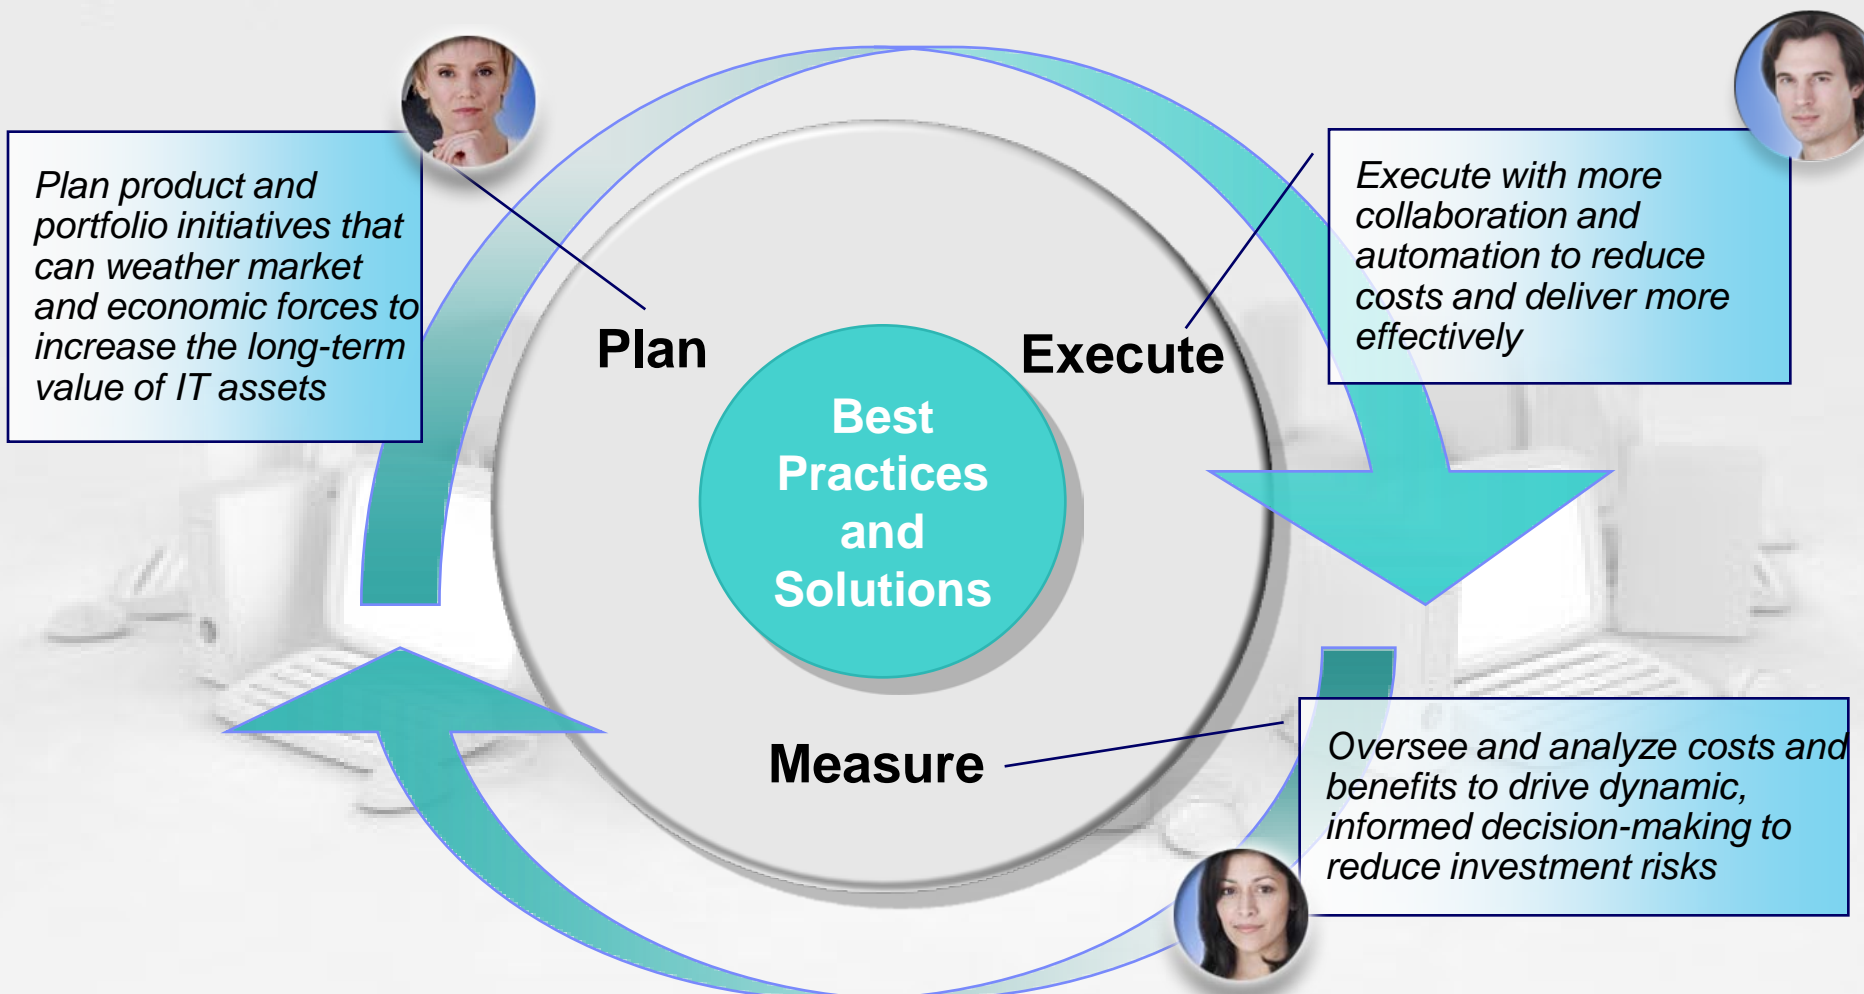 Plan product and
portfolio initiatives that
can weather market
and economic forces to
increase the long-term
value of IT assets
Execute with more
collaboration and
automation to reduce
costs and deliver more
effectively
Plan
Execute
Best
Practices
and
Solutions
Measure
Oversee and analyze costs and
benefits to drive dynamic,
informed decision-making to
reduce investment risks